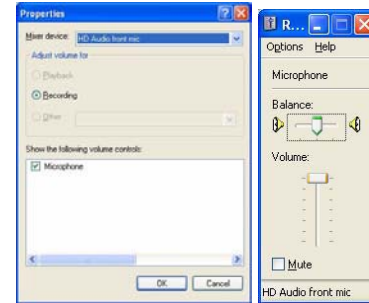 Properties
Mixer device: HD Audio front mic
Adjust volume for
Playback
Recording
Other
Show the following volume controls:
Microphone
OK Cancel
R...
Options Help
Microphone
Balance:
Volume:
Mute
HD Audio front mic